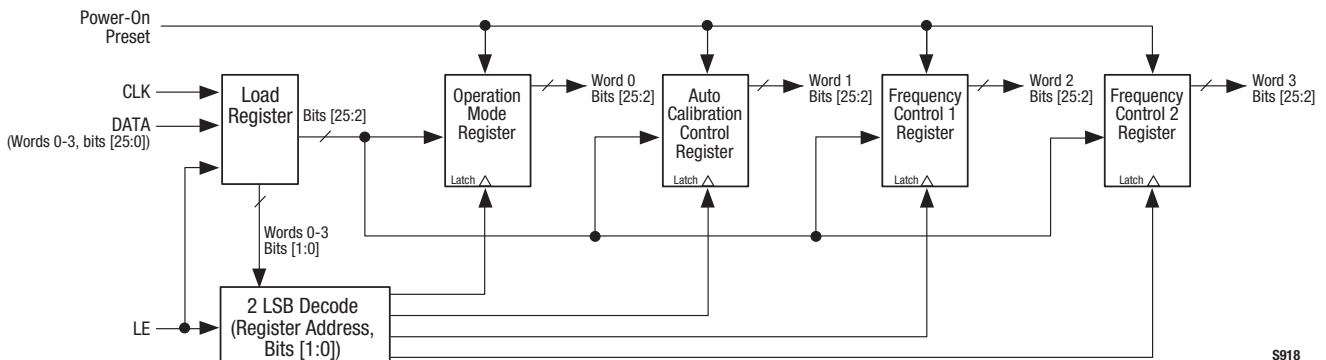 Power-On
Preset
CLK
DATA
(Words 0-3, bits [25:0])
Load
Register
Bits [25:2]
Operation
Mode
Register
Latch
Word 0
Bits [25:2]
Auto
Calibration
Control
Register
Latch
Word 1
Bits [25:2]
Frequency
Control 1
Register
Latch
Word 2
Bits [25:2]
Frequency
Control 2
Register
Latch
Word 3
Bits [25:2]
Words 0-3
Bits [1:0]
LE
2 LSB Decode
(Register Address,
Bits [1:0])
S918